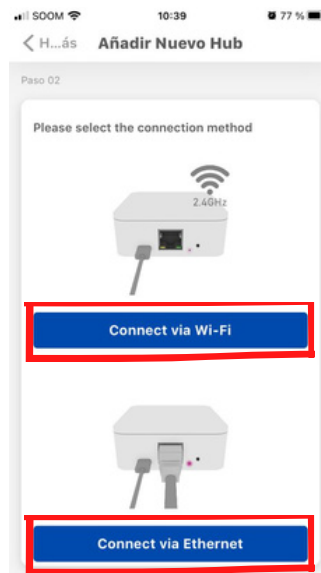 SOOM 10:39 77 %
H...ás Añadir Nuevo Hub
Paso 02
Please select the connection method
2.4GHz
Connect via Wi-Fi
Connect via Ethernet